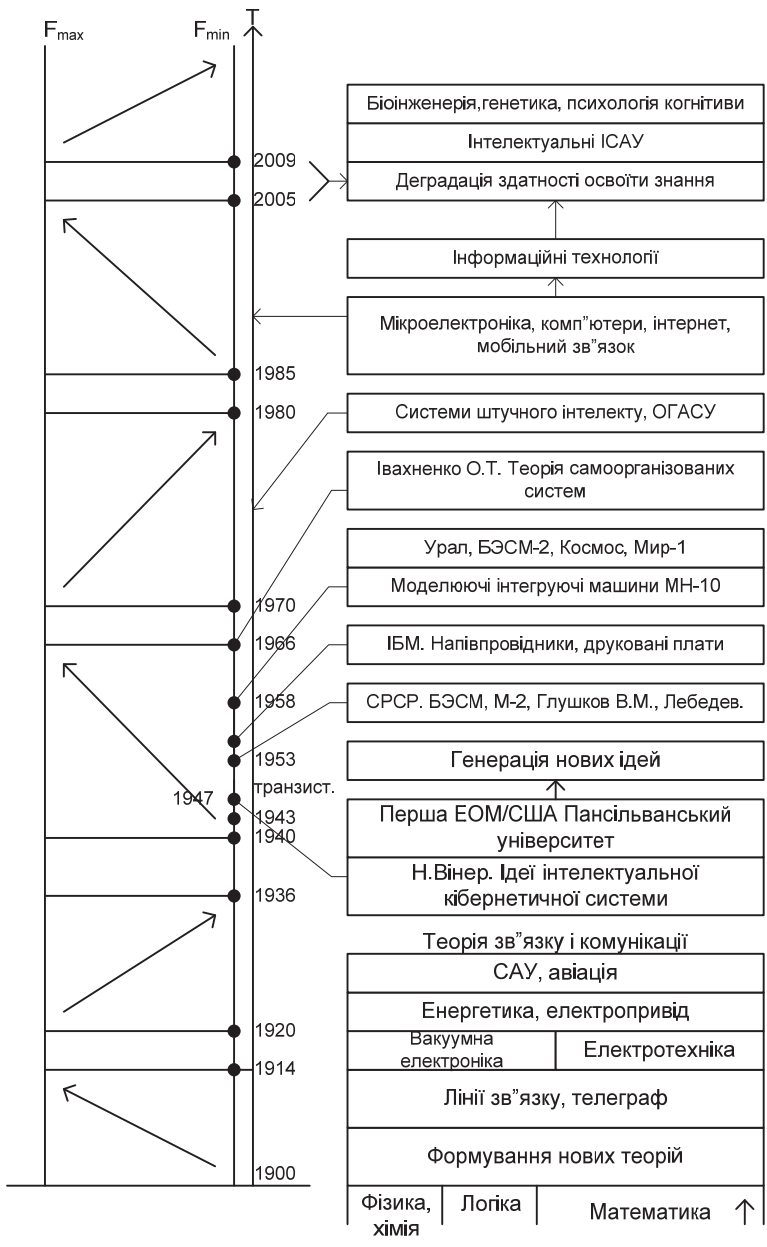 Fmax
Fmin
T
Біоінженерія,генетика, психологія когнітиви
Інтелектуальні ІСАУ
2009
Деградація здатності освоїти знання
2005
Інформаційні технології
Мікроелектроніка, комп"ютери, інтернет,
мобільний зв"язок
1985
1980
Системи штучного інтелекту, ОГАСУ
Івахненко О.Т. Теорія самоорганізованих
систем
Урал, БЭСМ-2, Космос, Мир-1
Моделюючі інтегруючі машини МН-10
1970
1966
ІБМ. Напівпровідники, друковані плати
1958
СРСР. БЭСМ, М-2, Глушков В.М., Лебедев.
1953
Генерація нових ідей
транзист.
1947
1943
1940
Перша ЕОМ/США Пансільванський
університет
Н.Вінер. Ідеї інтелектуальної
кібернетичної системи
1936
Теорія зв"язку і комунікації
САУ, авіація
Енергетика, електропривід
1920
Вакуумна
електроніка
Електротехніка
1914
Лінії зв"язку, телеграф
Формування нових теорій
1900
Фізика,
хімія
Логіка
Математика